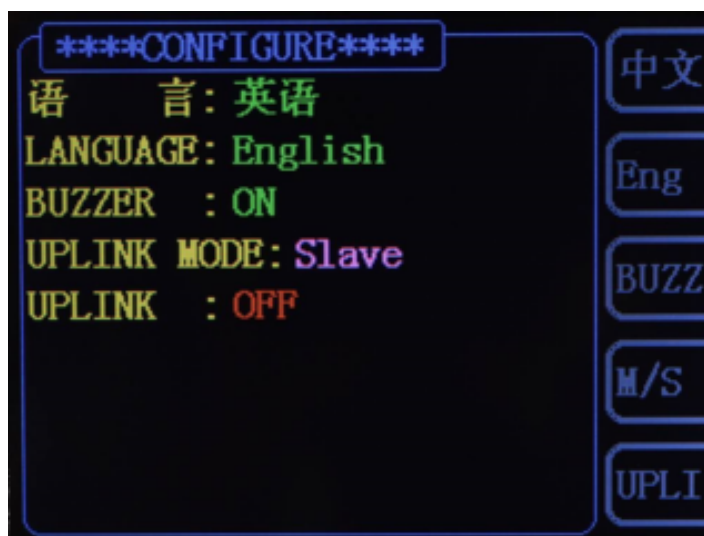 ****CONFIGURE****
语 言:英语
LANGUAGE:English
BUZZER :ON
UPLINK MODE:Slave
UPLINK :OFF
中文
Eng
BUZZ
M/S
UPLI